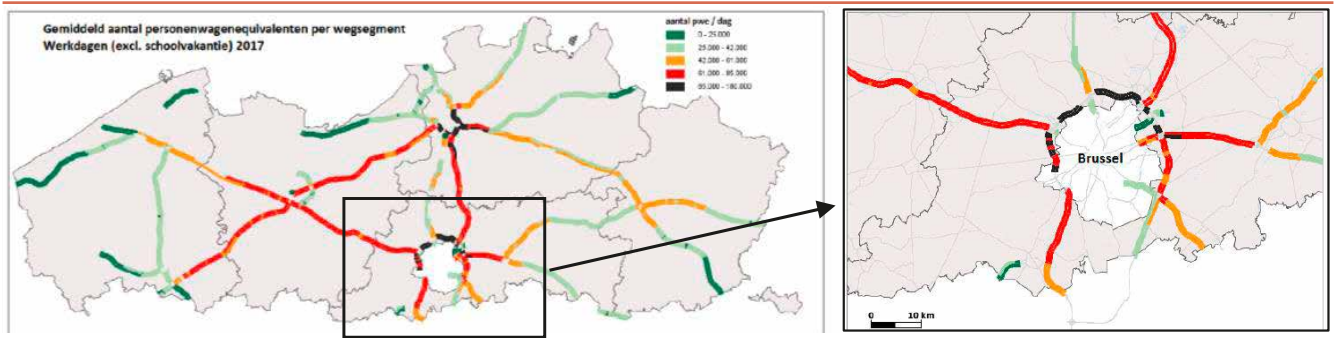 Gemiddeld aantal personenwagenequivalenten per wegsegment
Werkdagen (excl. schoolvakantie) 2017
aantal pwe / dag
0 - 25.000
25.000 - 42.000
42.000 - 61.000
61.000 - 95.000
95.000 - 180.000
Brussel
0 10 km